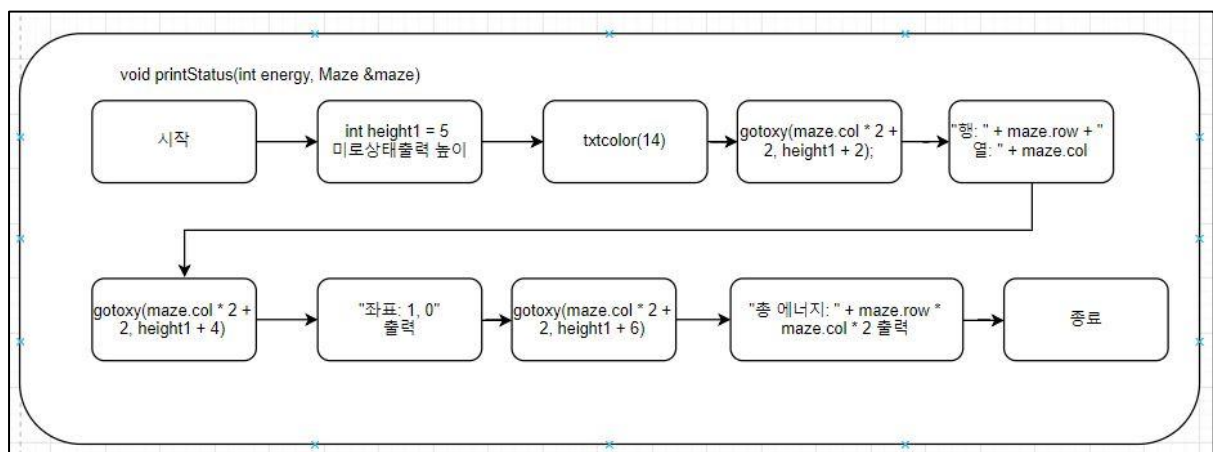 void printStatus(int energy, Maze &maze)
시작
int height1 = 5
미로상태출력 높이
txtcolor(14)
gotoxy(maze.col * 2 +
2, height1 + 2);
"행: " + maze.row + "
열: " + maze.col
gotoxy(maze.col * 2 +
2, height1 + 4)
"좌표: 1, 0"
출력
gotoxy(maze.col * 2 +
2, height1 + 6)
"총 에너지: " + maze.row *
maze.col * 2 출력
종료